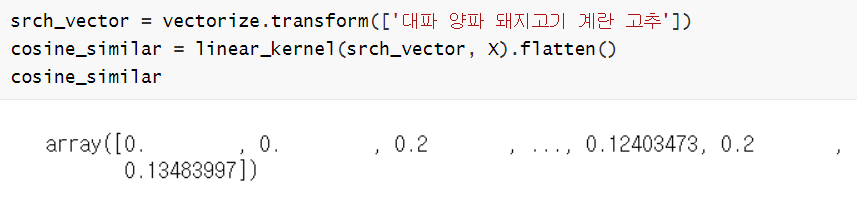 srch_vector = vectorize.transform(['대파 양파 돼지고기 계란 고추'])
cosine_similar = linear_kernel(srch_vector, X).flatten()
cosine_similar
array([0.        , 0.        , 0.2       , ..., 0.12403473, 0.2       ,
       0.13483997])